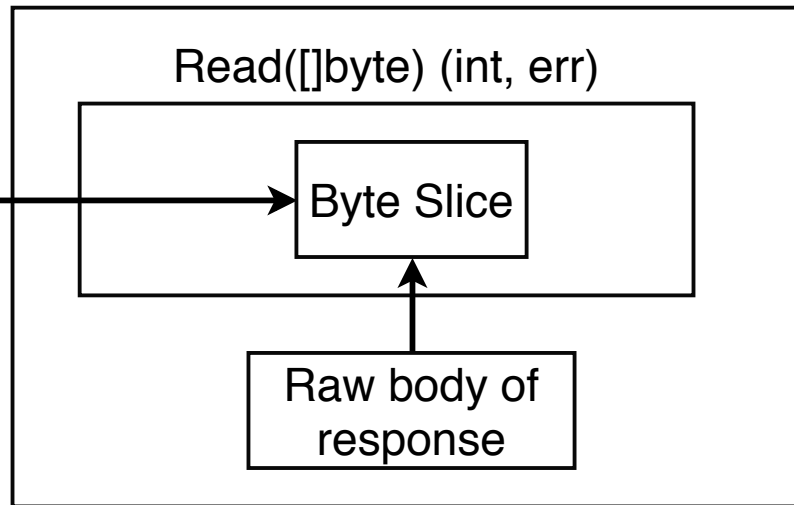 Read([]byte) (int, err)
Byte Slice
Raw body of
response